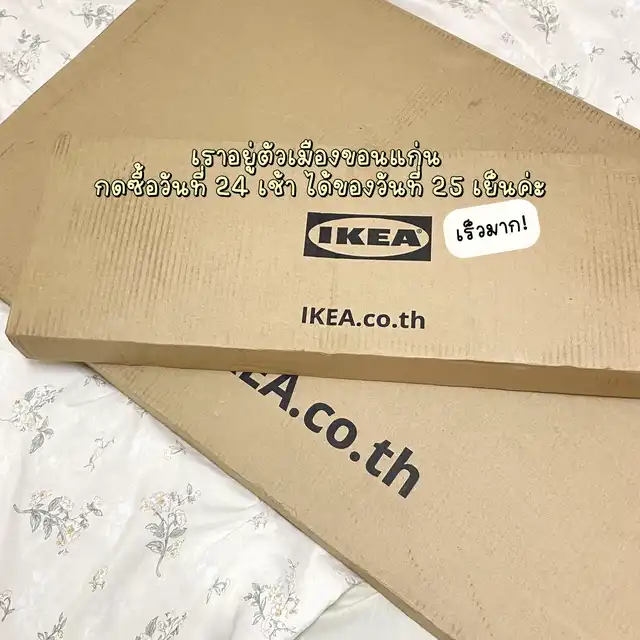 เราอยู่ตัวเมืองขอนแก่น
กดซื้อวันที่ 24 เช้า ได้ของวันที่ 25 เย็นค่ะ
IKEA
เร็วมาก!
IKEA.co.th
IKEA.co.th